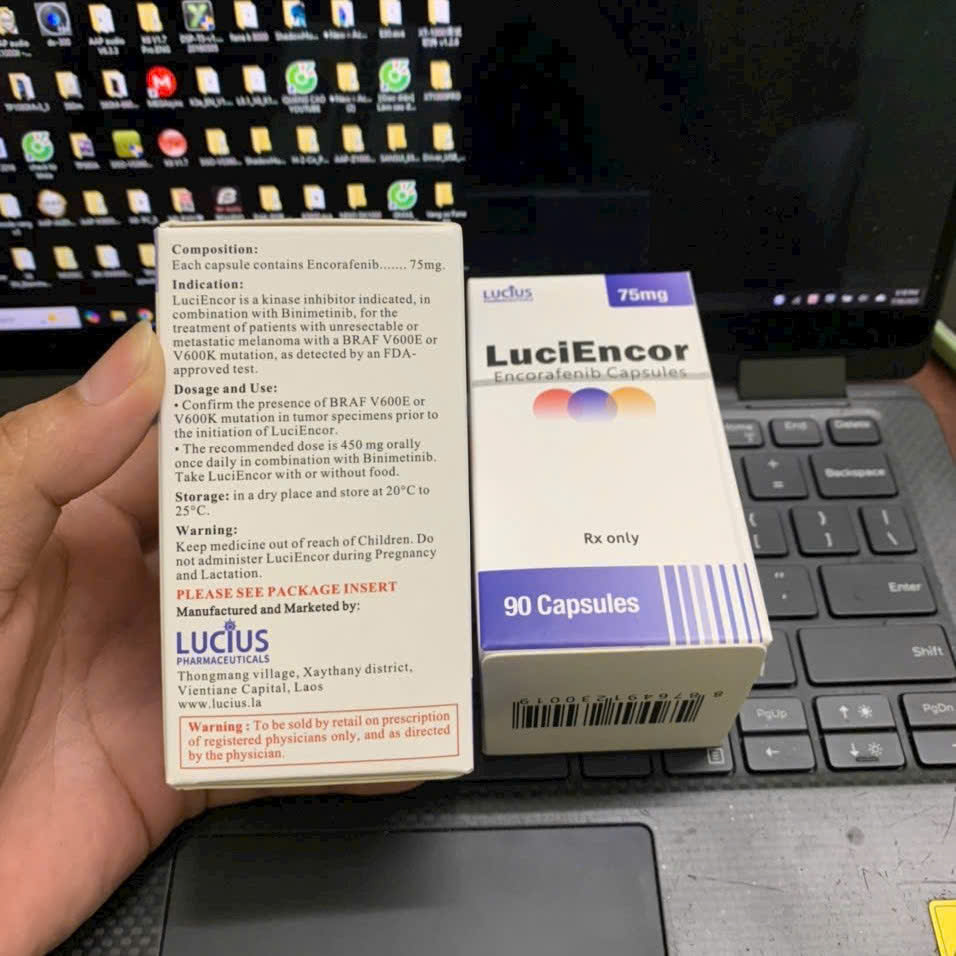 Composition:
Each capsule contains Encorafenib....... 75mg.
Indication:
LuciEncor is a kinase inhibitor indicated, in
combination with Binimetinib, for the
treatment of patients with unresectable or
metastatic melanoma with a BRAF V600E or
V600K mutation, as detected by an FDA-
approved test.
Dosage and Use:
• Confirm the presence of BRAF V600E or
V600K mutation in tumor specimens prior to
the initiation of LuciEncor.
• The recommended dose is 450 mg orally
once daily in combination with Binimetinib.
Take LuciEncor with or without food.
Storage: in a dry place and store at 20°C to
25°C.
Warning:
Keep medicine out of reach of Children. Do
not administer LuciEncor during Pregnancy
and Lactation.
PLEASE SEE PACKAGE INSERT
Manufactured and Marketed by:
LUCIUS
PHARMACEUTICALS
Thongmang village, Xaythany district,
Vientiane Capital, Laos
www.lucius.la
Warning : To be sold by retail on prescription
of registered physicians only, and as directed
by the physician.
LUCIUS
PHARMACEUTICALS
75mg
LuciEncor
Encorafenib Capsules
Rx only
90 Capsules
8 876491 230019
Home
End
Delete
+
=
Backspace
{
[
}
]
|
\
Enter
Shift
PgUp
↑
PgDn
←
↓